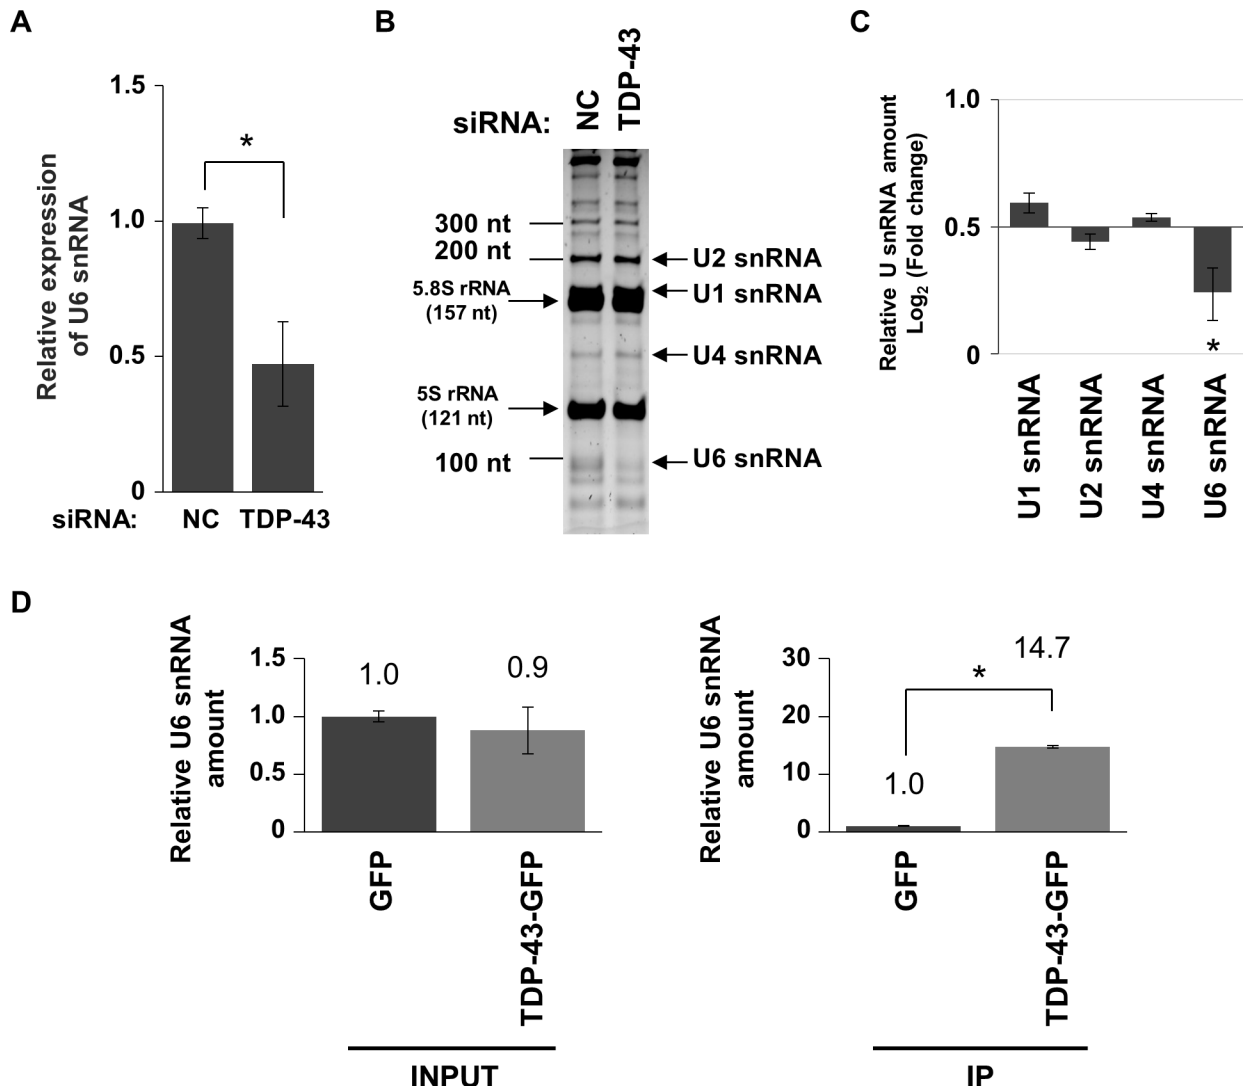 A
Relative expression
of U6 snRNA
1.5
1.0
0.5
0
*
siRNA:
NC
TDP-43
B
siRNA:
NC
TDP-43
300 nt
200 nt
5.8S rRNA
(157 nt)
5S rRNA
(121 nt)
100 nt
U2 snRNA
U1 snRNA
U4 snRNA
U6 snRNA
C
Relative U snRNA amount
Log2 (Fold change)
1.0
0.5
0
*
U1 snRNA
U2 snRNA
U4 snRNA
U6 snRNA
D
Relative U6 snRNA
amount
1.5
1.0
0.5
0
1.0
0.9
GFP
TDP-43-GFP
INPUT
Relative U6 snRNA
amount
30
20
10
0
1.0
*
14.7
GFP
TDP-43-GFP
IP